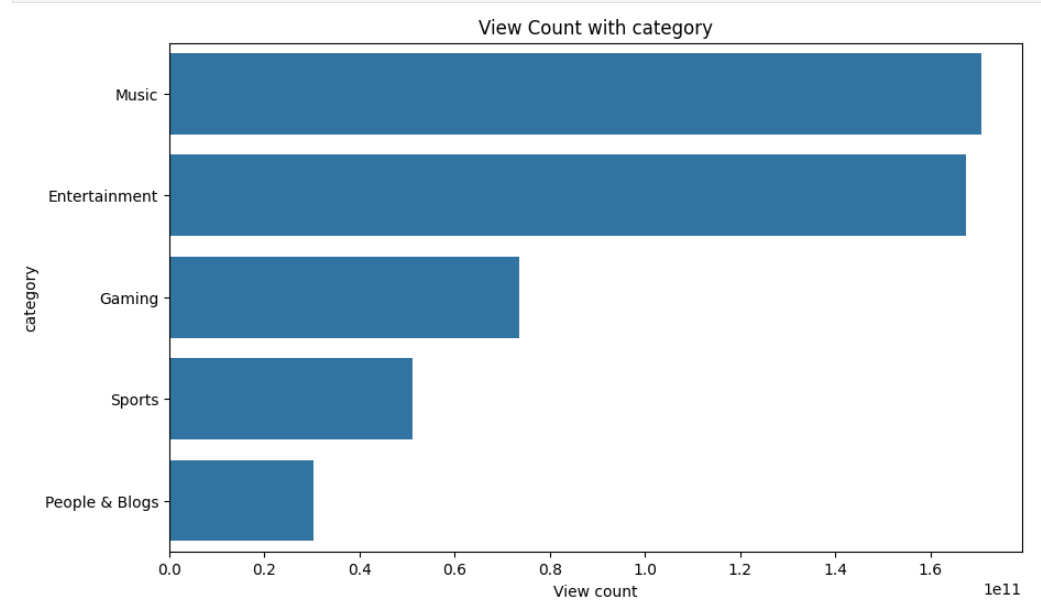 View Count with category
Music
Entertainment
Gaming
Sports
People & Blogs
category
0.0 0.2 0.4 0.6 0.8 1.0 1.2 1.4 1.6
1e11
View count